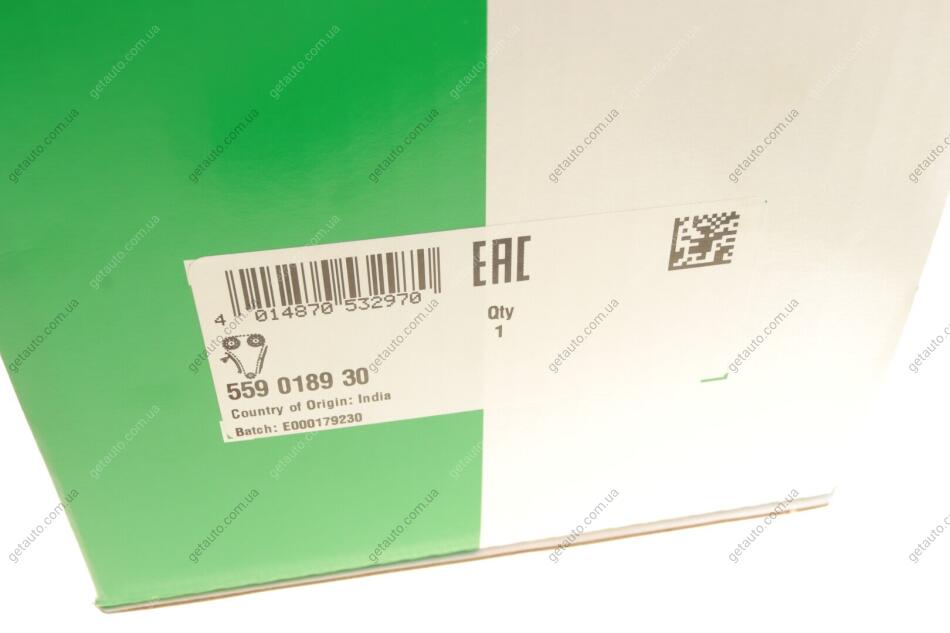 EAC
4 014870 532970
Qty
1
559 0189 30
Country of Origin: India
Batch: E000179230
getauto.com.ua